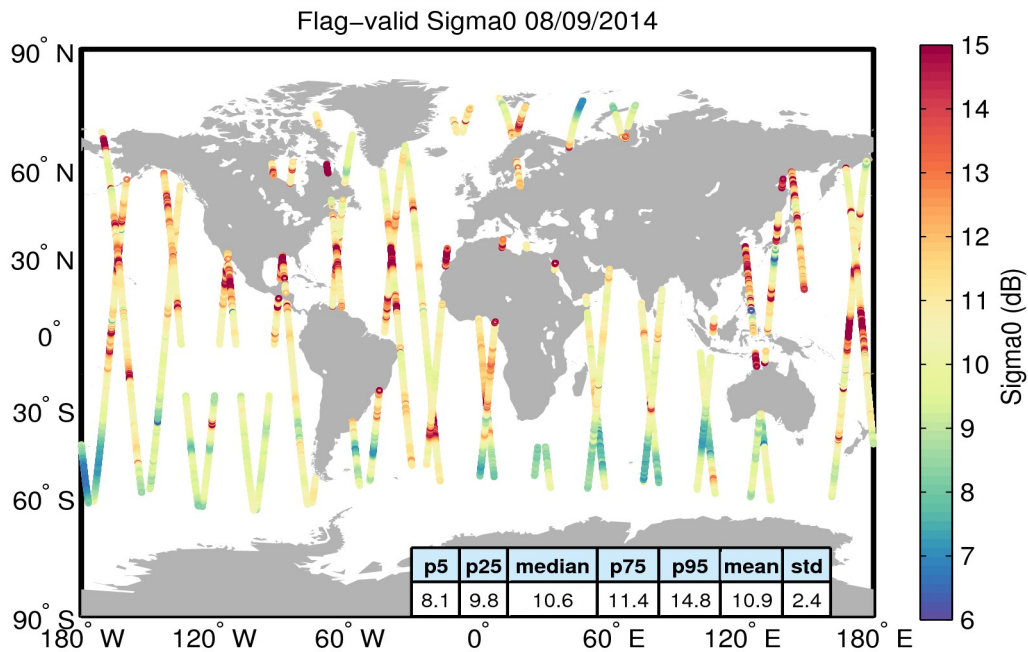 Flag−valid Sigma0 08/09/2014
90° N
60° N
30° N
0°
30° S
60° S
90° S
180° W
120° W
60° W
0°
60° E
120° E
180° E
p5 p25 median p75 p95 mean std
8.1 9.8 10.6 11.4 14.8 10.9 2.4
15
14
13
12
11
10
9
8
7
6
Sigma0 (dB)